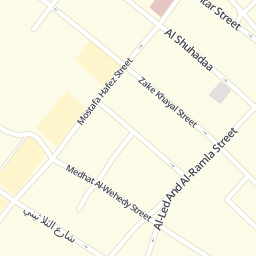 tar Street
Al Shuhadaa
Mostafa Hafez Street
Zake Khayal Street
Al-Led And Al-Ramla Street
Medhat Al-Wehedy Street
شارع الثلاثيني